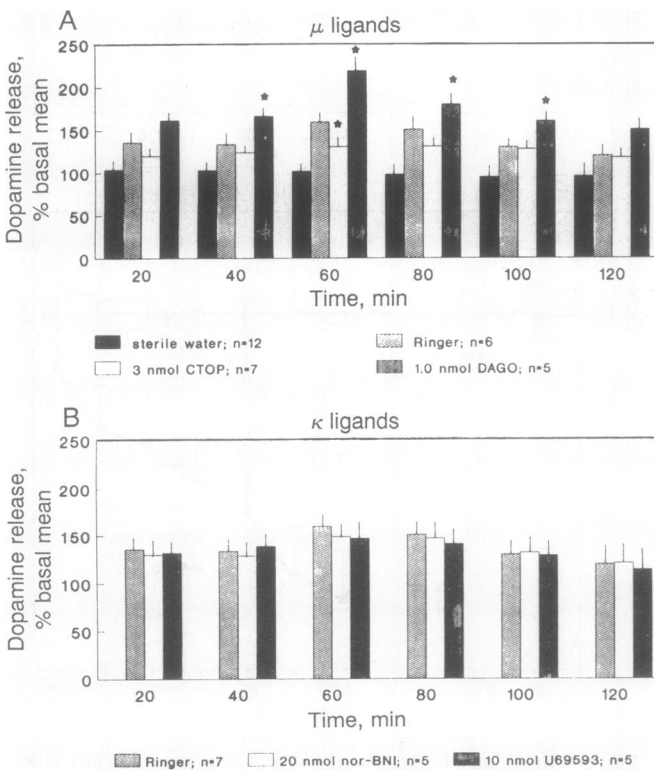 A
μ ligands
Dopamine release,
% basal mean
250
200
150
100
50
0
20 40 60 80 100 120
Time, min
sterile water; n=12
Ringer; n=6
3 nmol CTOP; n=7
1.0 nmol DAGO; n=5
B
κ ligands
Dopamine release,
% basal mean
250
200
150
100
50
0
20 40 60 80 100 120
Time, min
Ringer; n=7 20 nmol nor-BNI; n=5 10 nmol U69593; n=5